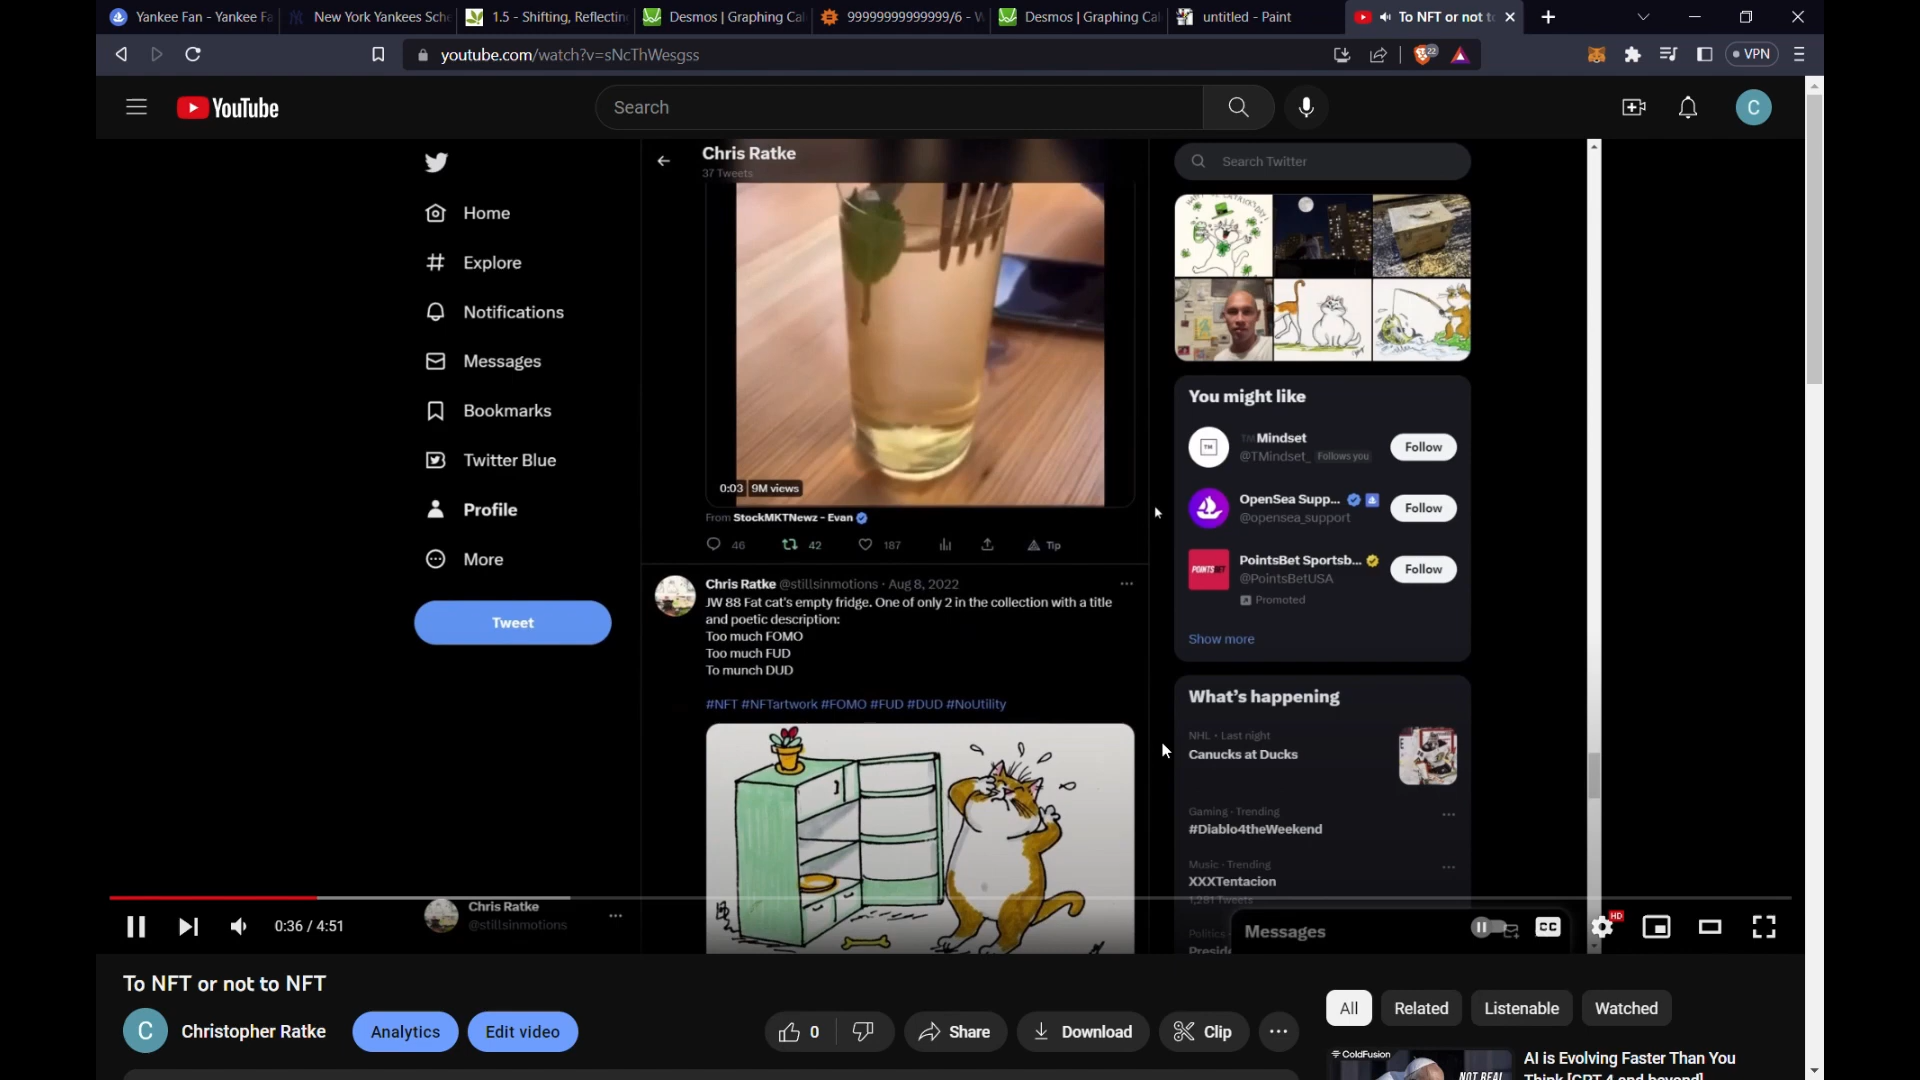 Yankee Fan - Yankee Fa
New York Yankees Sche
1.5 - Shifting, Reflectin
Desmos | Graphing Cal
99999999999999/6 - W
Desmos | Graphing Cal
untitled - Paint
To NFT or not to
youtube.com/watch?v=sNcThWesgss
22
VPN
YouTube
Search
C
Home
Explore
Notifications
Messages
Bookmarks
Twitter Blue
Profile
More
Tweet
Chris Ratke
@stillsinmotions
Chris Ratke
37 Tweets
0:03 9M views
From StockMKTNewz - Evan
46 42 187 Tip
Chris Ratke @stillsinmotions · Aug 8, 2022
JW 88 Fat cat's empty fridge. One of only 2 in the collection with a title
and poetic description:
Too much FOMO
Too much FUD
To munch DUD
#NFT #NFTartwork #FOMO #FUD #DUD #NoUtility
Search Twitter
You might like
TM Mindset
@TMindset_ Follows you
Follow
OpenSea Supp...
@opensea_support
Follow
POINTSBET
PointsBet Sportsb...
@PointsBetUSA
Promoted
Follow
Show more
What's happening
NHL · Last night
Canucks at Ducks
Gaming · Trending
#Diablo4theWeekend
Music · Trending
XXXTentacion
1,281 Tweets
Politics
Messages
0:36 / 4:51
CC
HD
To NFT or not to NFT
C
Christopher Ratke
Analytics
Edit video
0
Share
Download
Clip
All
Related
Listenable
Watched
ColdFusion
NOT REAL
AI is Evolving Faster Than You
Think [GPT-4 and beyond]